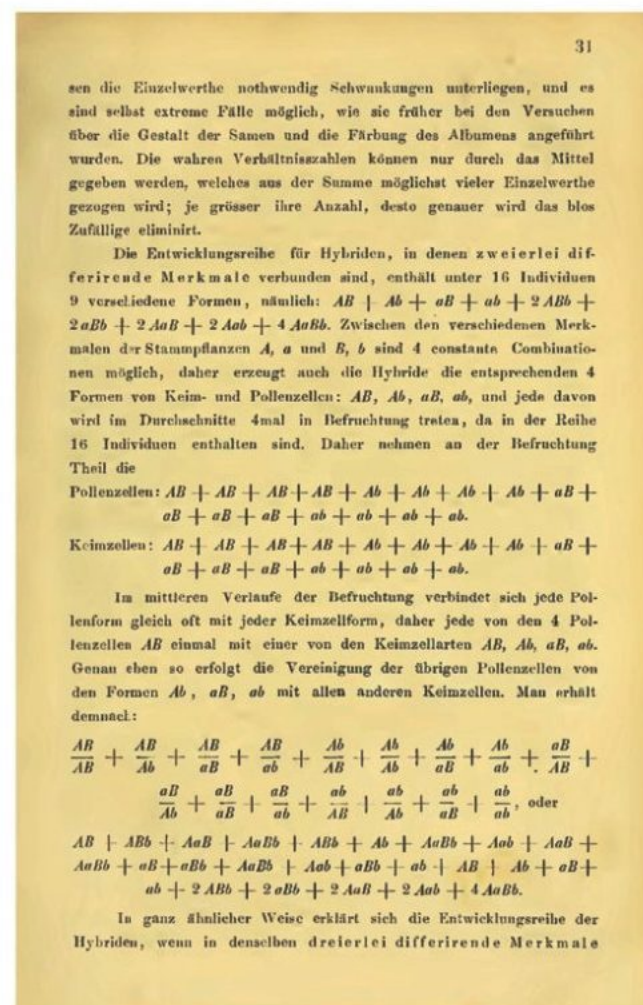 31
sen die Einzelwerthe nothwendig Schwankungen unterliegen, und es
sind selbst extreme Fälle möglich, wie sie früher bei den Versuchen
über die Gestalt der Samen und die Färbung des Albumens angeführt
wurden. Die wahren Verhältnisszahlen können nur durch das Mittel
gegeben werden, welches aus der Summe möglichst vieler Einzelwerthe
gezogen wird; je grösser ihre Anzahl, desto genauer wird das blos
Zufällige eliminirt.
Die Entwicklungsreihe für Hybriden, in denen zweierlei dif-
ferirende Merkmale verbunden sind, enthält unter 16 Individuen
9 verschiedene Formen, nämlich: AB + Ab + aB + ab + 2 ABb +
2 aBb + 2 AaB + 2 Aab + 4 AaBb. Zwischen den verschiedenen Merk-
malen der Stammpflanzen A, a und B, b sind 4 constante Combinatio-
nen möglich, daher erzeugt auch die Hybride die entsprechenden 4
Formen von Keim- und Pollenzellen: AB, Ab, aB, ab, und jede davon
wird im Durchschnitte 4mal in Befruchtung treten, da in der Reihe
16 Individuen enthalten sind. Daher nehmen an der Befruchtung
Theil die
Pollenzellen: AB + AB + AB + AB + Ab + Ab + Ab + Ab + aB +
aB + aB + aB + ab + ab + ab + ab.
Keimzellen: AB + AB + AB + AB + Ab + Ab + Ab + Ab + aB +
aB + aB + aB + ab + ab + ab + ab.
Im mittleren Verlaufe der Befruchtung verbindet sich jede Pol-
lenform gleich oft mit jeder Keimzellform, daher jede von den 4 Pol-
lenzellen AB einmal mit einer von den Keimzellarten AB, Ab, aB, ab.
Genau eben so erfolgt die Vereinigung der übrigen Pollenzellen von
den Formen Ab, aB, ab mit allen anderen Keimzellen. Man erhält
demnach:
AB/AB + AB/Ab + AB/aB + AB/ab + Ab/AB + Ab/Ab + Ab/aB + Ab/ab + aB/AB +
aB/Ab + aB/aB + aB/ab + ab/AB + ab/Ab + ab/aB + ab/ab, oder
AB + ABb + AaB + AaBb + ABb + Ab + AaBb + Aab + AaB +
AaBb + aB + aBb + AaBb + Aab + aBb + ab + AB + Ab + aB +
ab + 2 ABb + 2 aBb + 2 AaB + 2 Aab + 4 AaBb.
In ganz ähnlicher Weise erklärt sich die Entwicklungsreihe der
Hybriden, wenn in denselben dreierlei differirende Merkmale